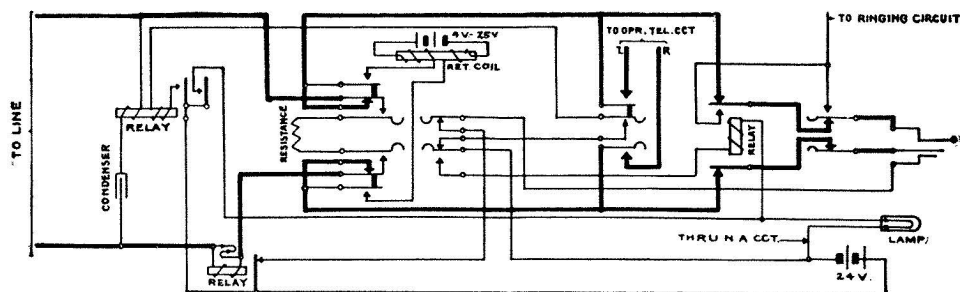 TO LINE
RELAY
CONDENSER
RELAY
RESISTANCE
4V-25V
RET. COIL
TO OPR. TEL. CCT.
T R
RELAY
TO RINGING CIRCUIT
THRU N A CCT.
LAMP
24 V.